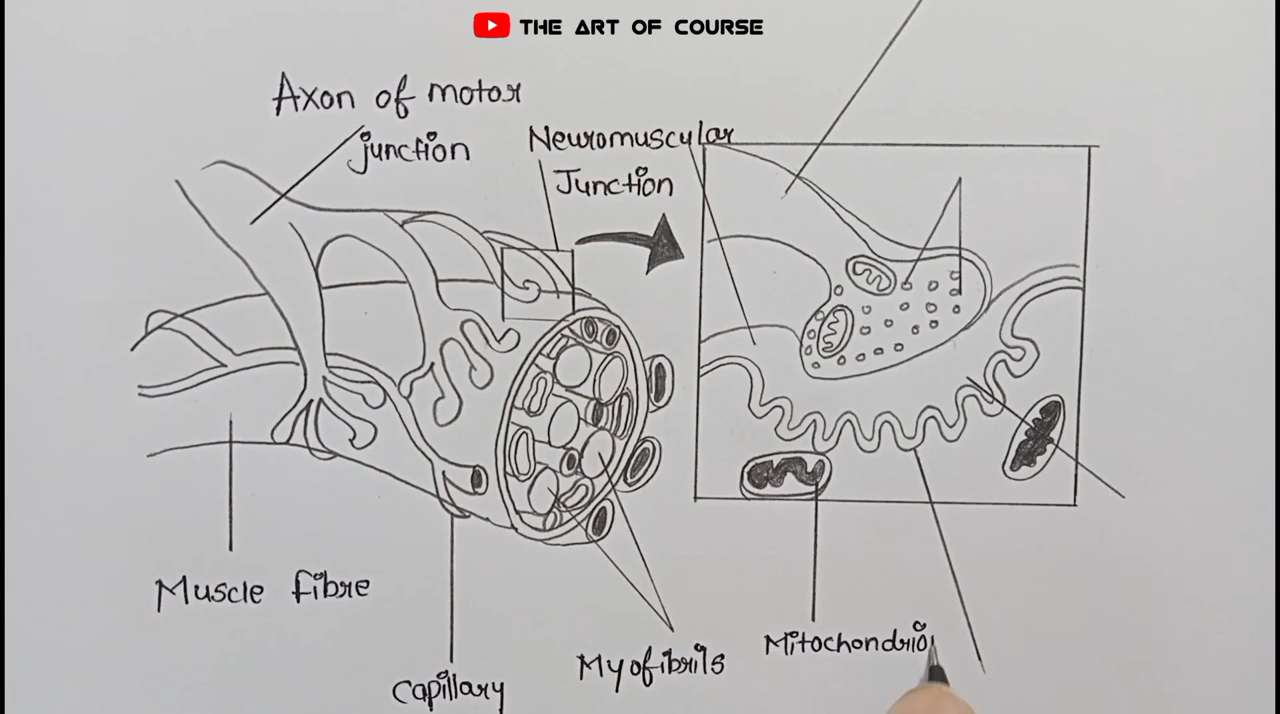 THE ART OF COURSE
Axon of motor
junction
Neuromuscular
Junction
Muscle fibre
Capillary
Myofibrils
Mitochondrio